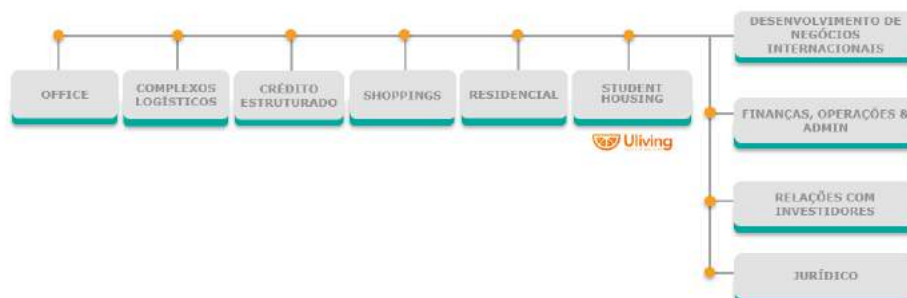 DESENVOLVIMENTO DE
NEGÓCIOS
INTERNACIONAIS
OFFICE
COMPLEXOS
LOGÍSTICOS
CRÉDITO
ESTRUTURADO
SHOPPINGS
RESIDENCIAL
STUDENT
HOUSING
Uliving
FINANÇAS, OPERAÇÕES &
ADMIN
RELAÇÕES COM
INVESTIDORES
JURÍDICO